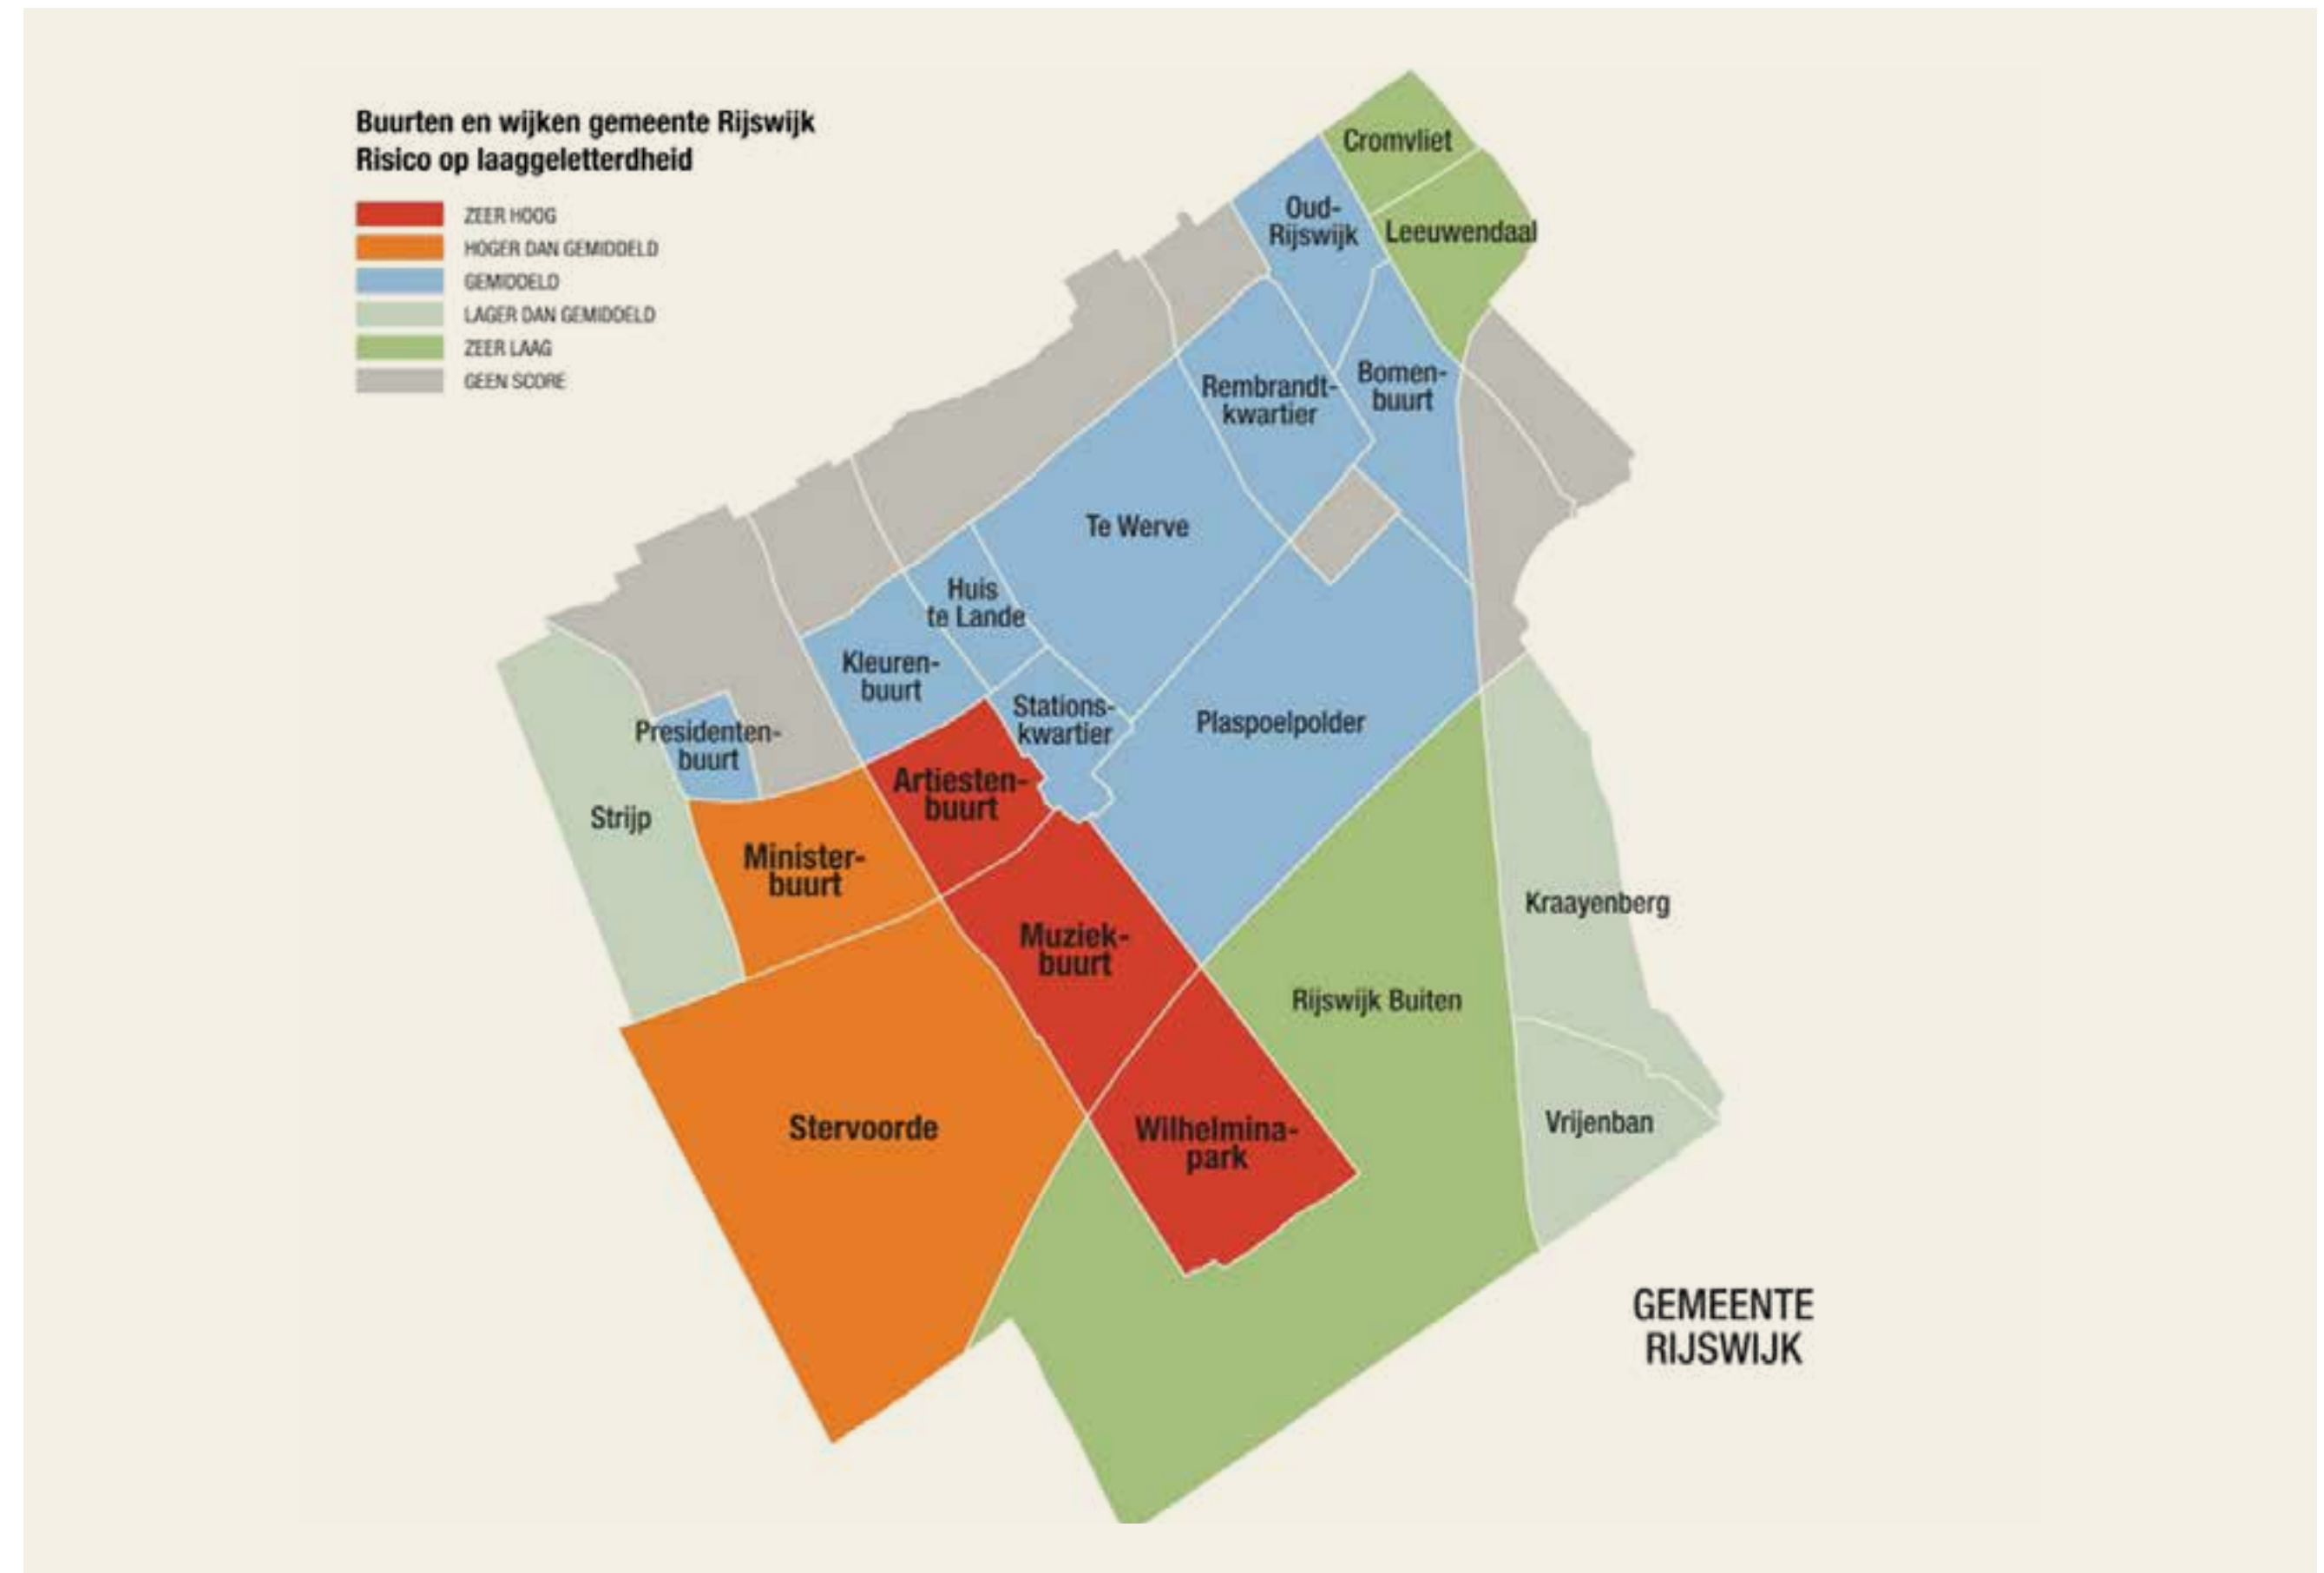 Buurten en wijken gemeente Rijswijk
Risico op laaggeletterdheid
ZEER HOOG
HOGER DAN GEMIDDELD
GEMIDDELD
LAGER DAN GEMIDDELD
ZEER LAAG
GEEN SCORE
Cromvliet
Oud-
Rijswijk
Leeuwendaal
Rembrandt-
kwartier
Bomen-
buurt
Te Werve
Huis
te Lande
Kleuren-
buurt
Stations-
kwartier
Plaspoelpolder
Presidenten-
buurt
Strijp
Artiesten-
buurt
Minister-
buurt
Muziek-
buurt
Kraayenberg
Rijswijk Buiten
Stervoorde
Wilhelmina-
park
Vrijenban
GEMEENTE
RIJSWIJK